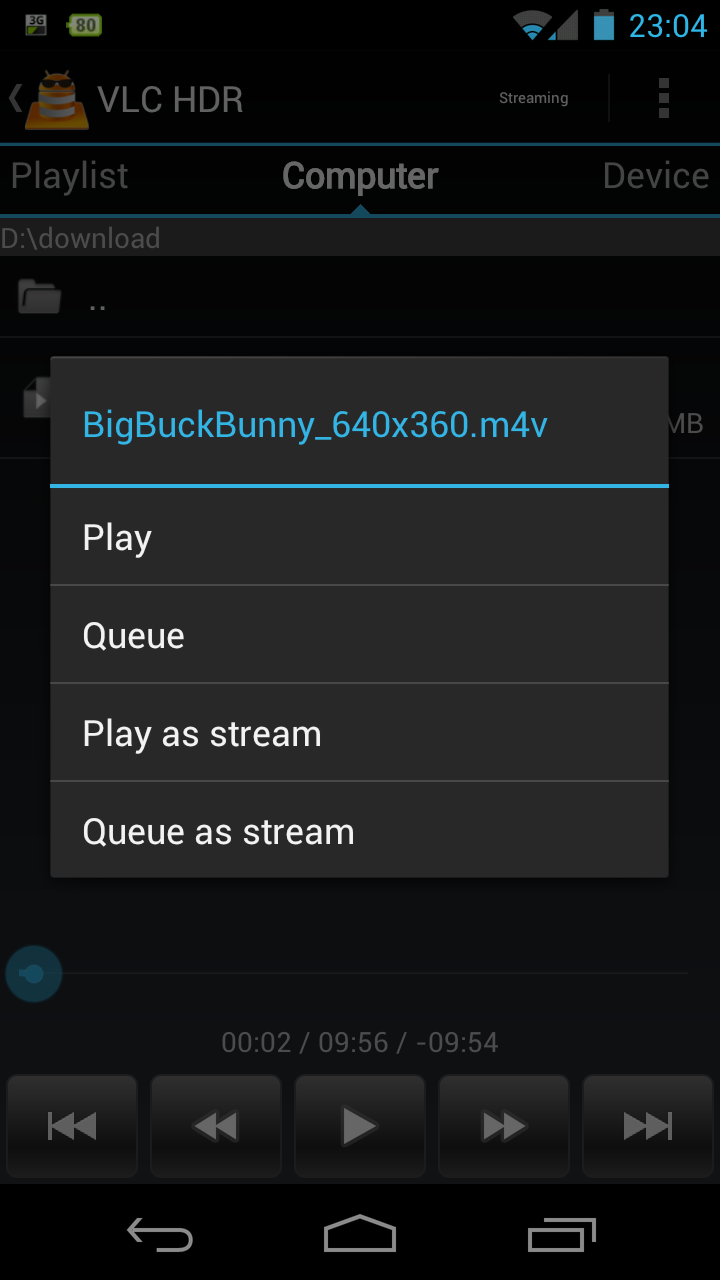 3G
80
23:04
VLC HDR
Streaming
Playlist
Computer
Device
D:\download
..
MB
BigBuckBunny_640x360.m4v
Play
Queue
Play as stream
Queue as stream
00:02 / 09:56 / -09:54